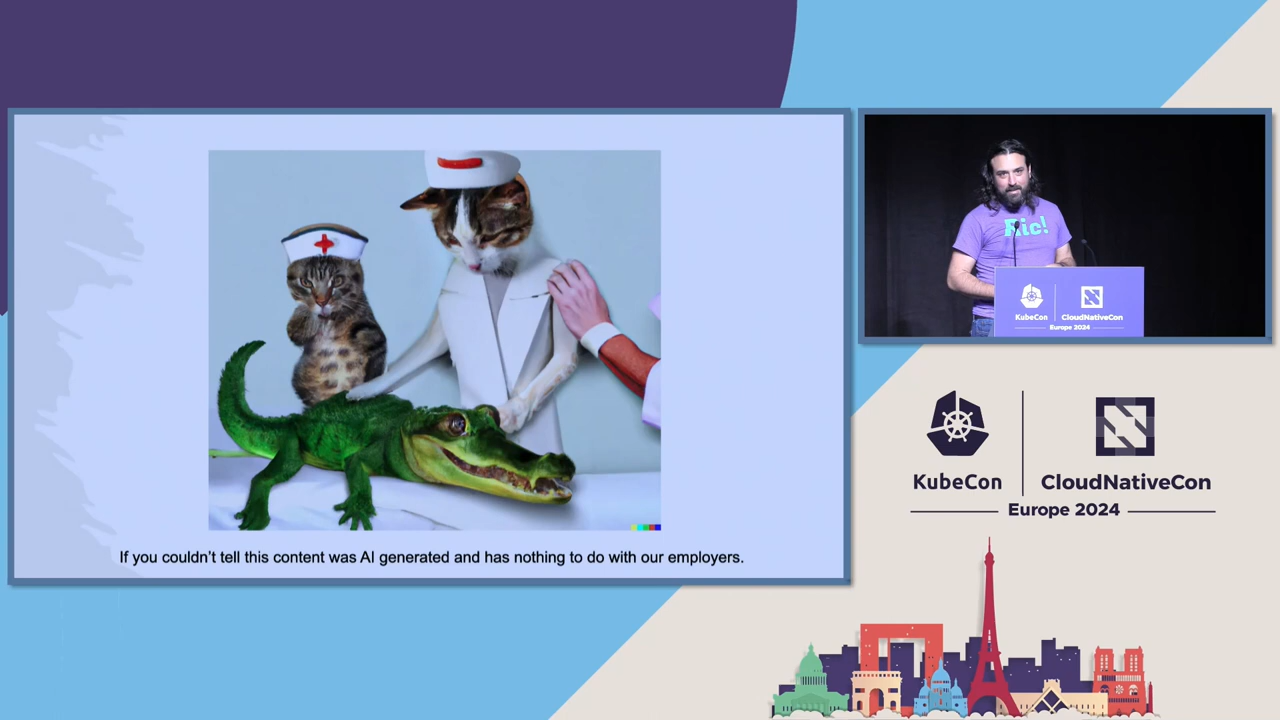 If you couldn't tell this content was AI generated and has nothing to do with our employers.
Ric!
KubeCon
CloudNativeCon
Europe 2024
KubeCon
CloudNativeCon
Europe 2024